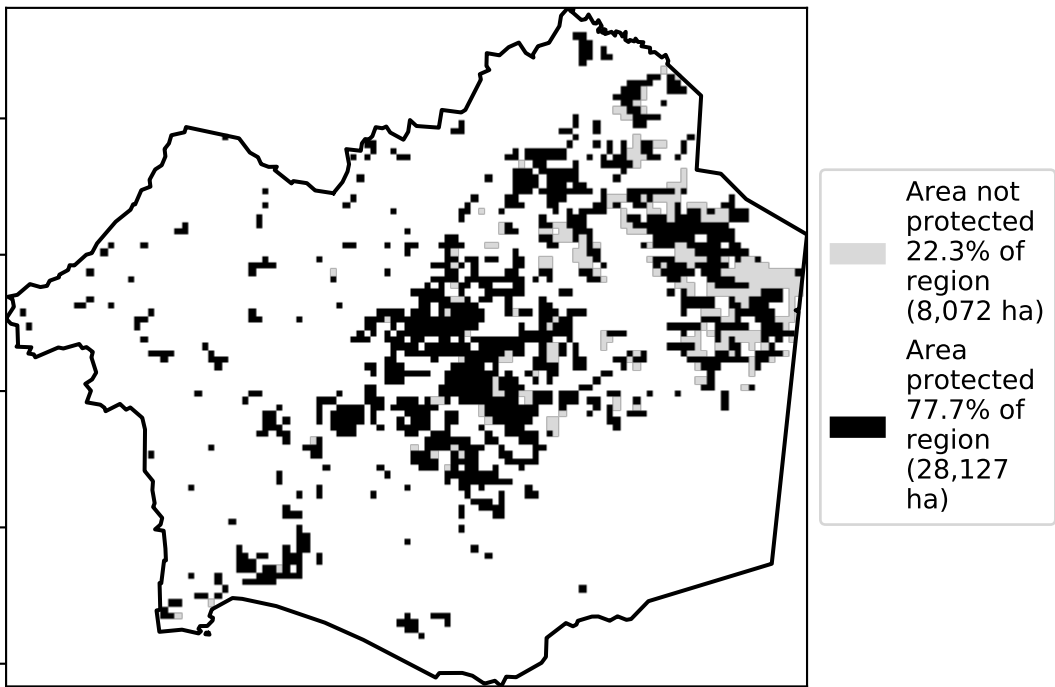 Area not
protected
22.3% of
region
(8,072 ha)
Area
protected
77.7% of
region
(28,127
ha)